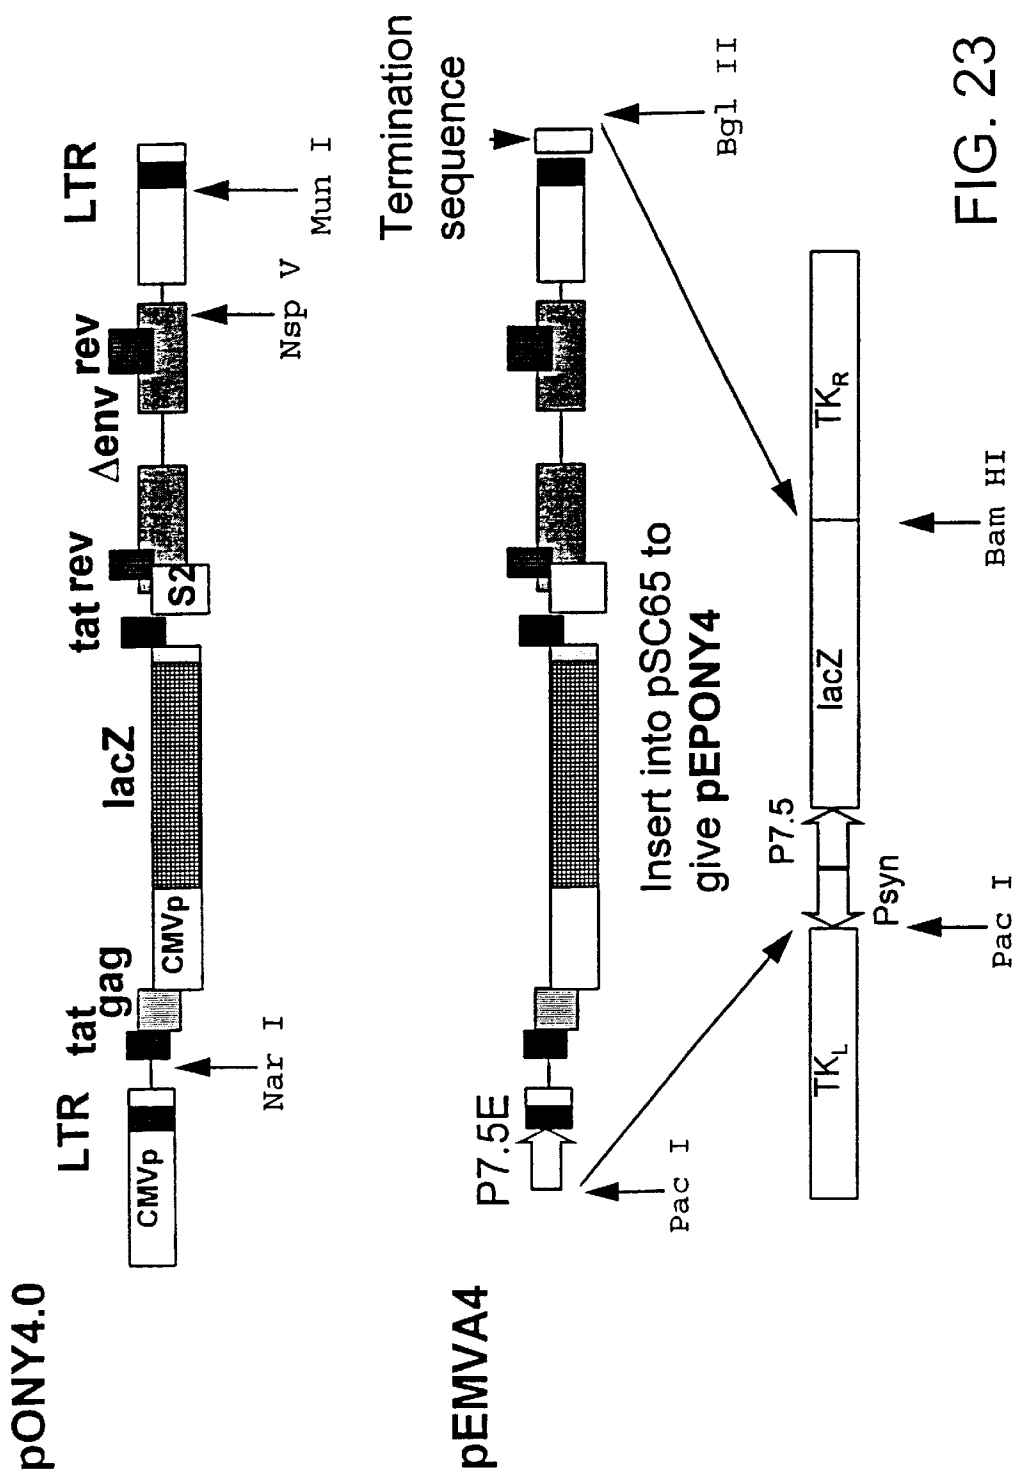 pONY4.0
LTR
tat
gag
lacZ
tat rev
Δenv rev
LTR
CMVp
CMVp
S2
Nar I
Nsp V
Mun I
pEMVA4
P7.5E
Termination
sequence
Pac I
Bgl II
Insert into pSC65 to
give pEPONY4
TKL
P7.5
Psyn
lacZ
TKR
Pac I
Bam HI
FIG. 23